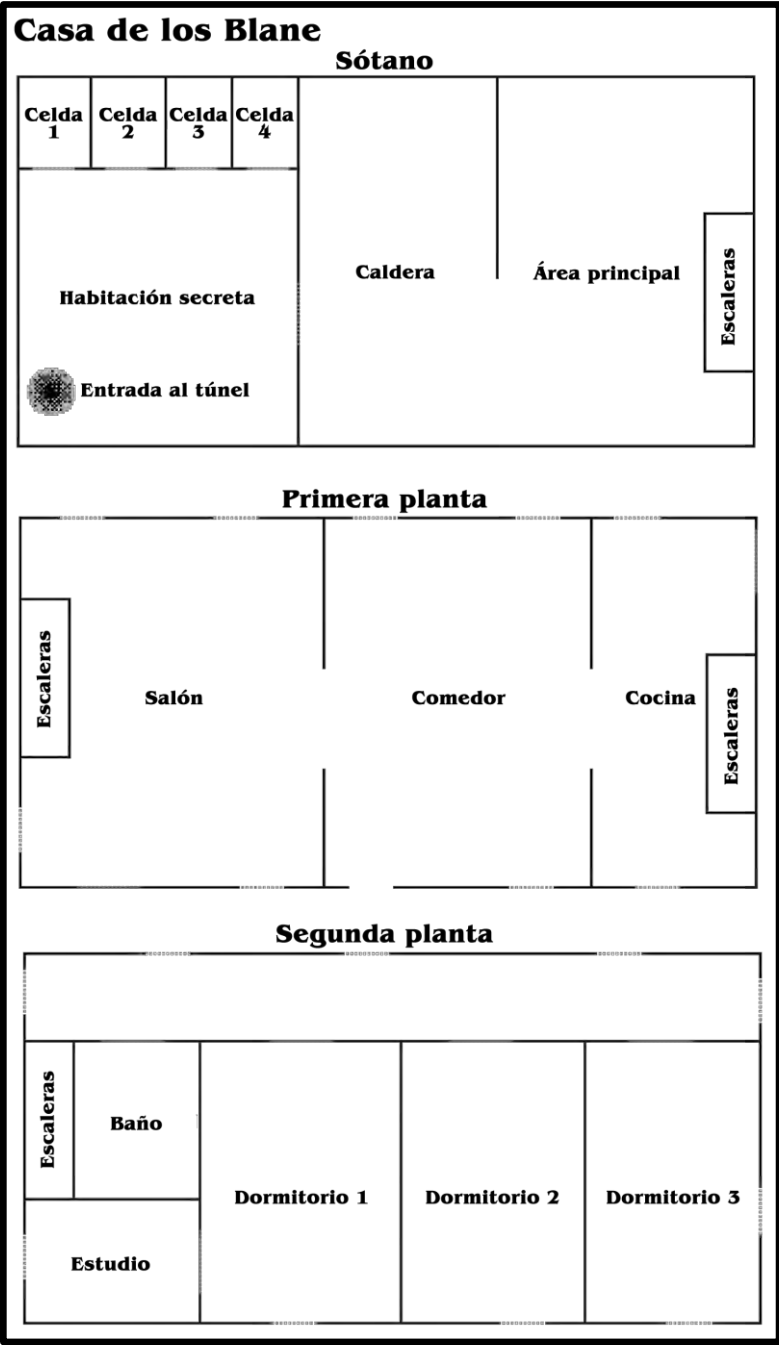 Casa de los Blane
Sótano
Celda
1
Celda
2
Celda
3
Celda
4
Caldera
Área principal
Escaleras
Habitación secreta
Entrada al túnel
Primera planta
Escaleras
Salón
Comedor
Cocina
Escaleras
Segunda planta
Escaleras
Baño
Dormitorio 1
Dormitorio 2
Dormitorio 3
Estudio